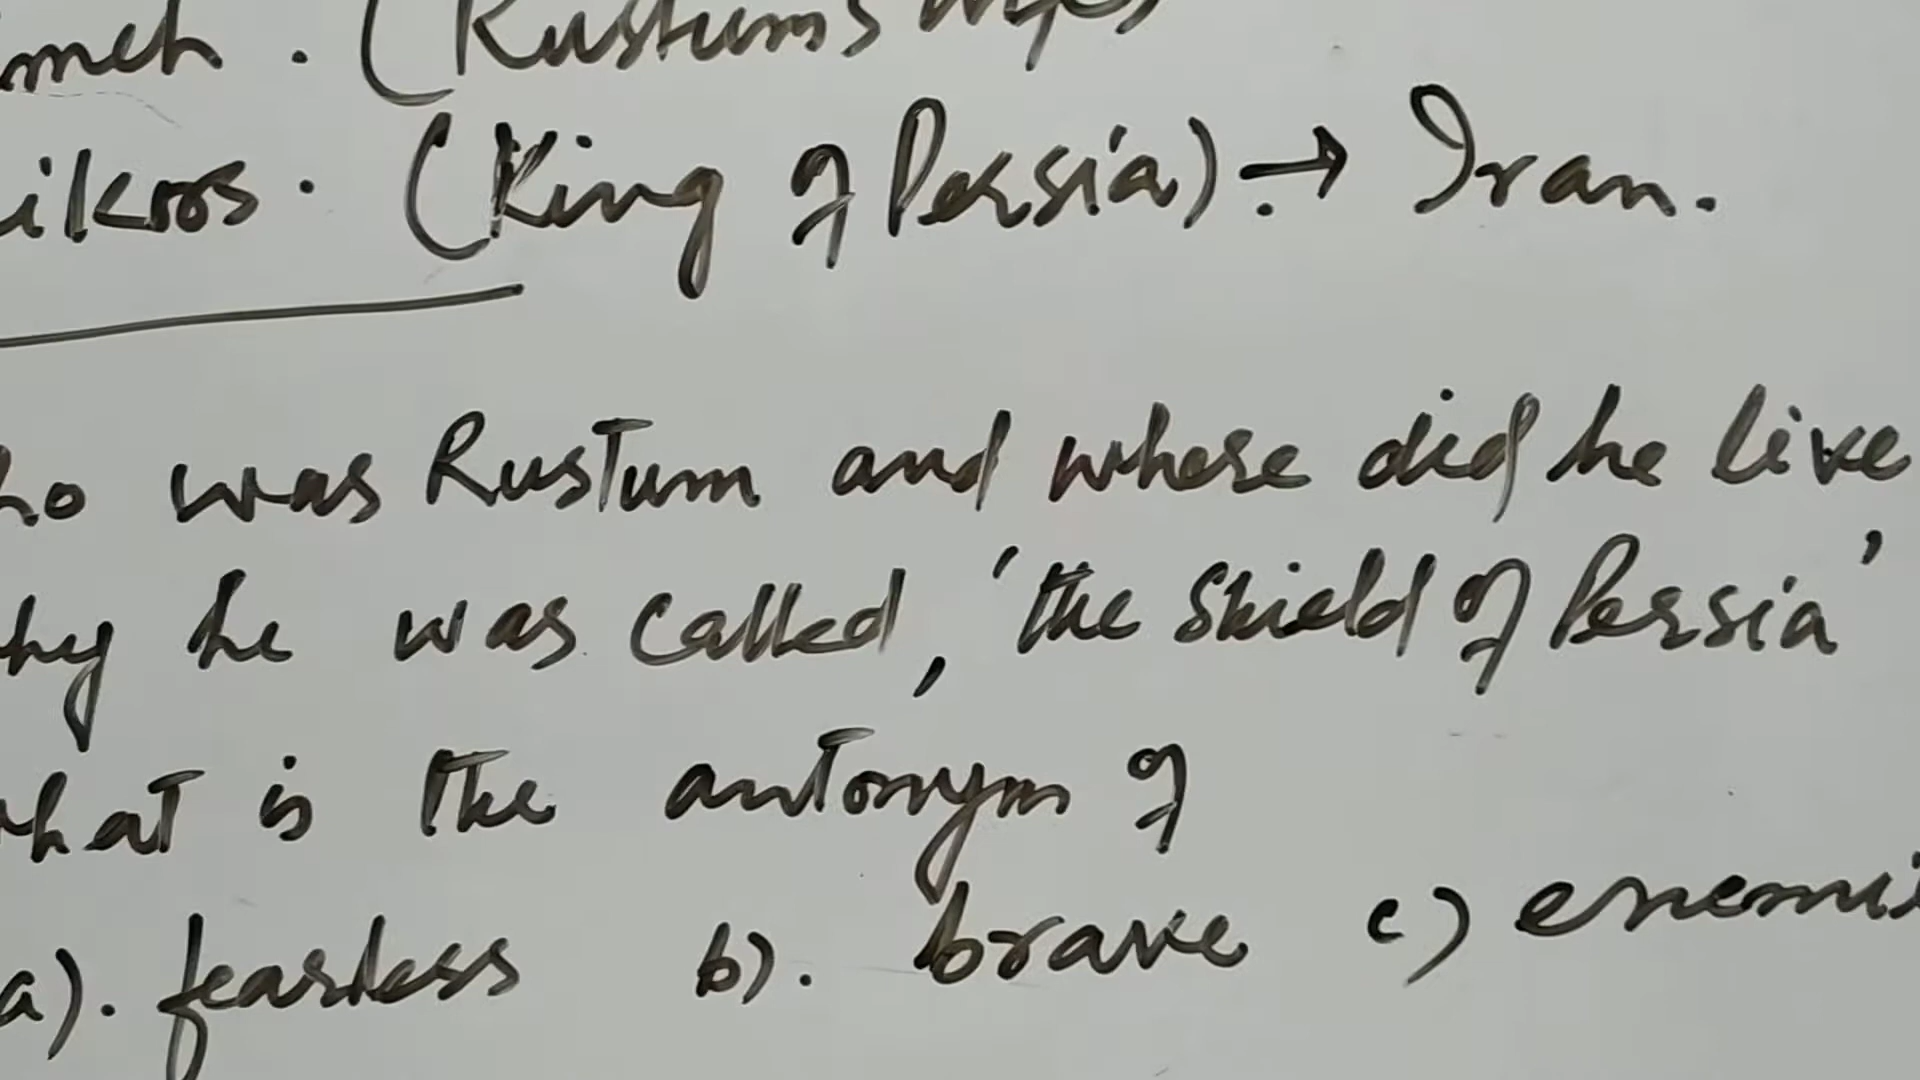 meh. (Rustum's wife)
ikoos. (King of Persia). → Iran.
ho was Rustum and where did he live
hy he was called, 'the Shield of Persia'
hat is the antonym of
a). fearless b). brave c) enemi